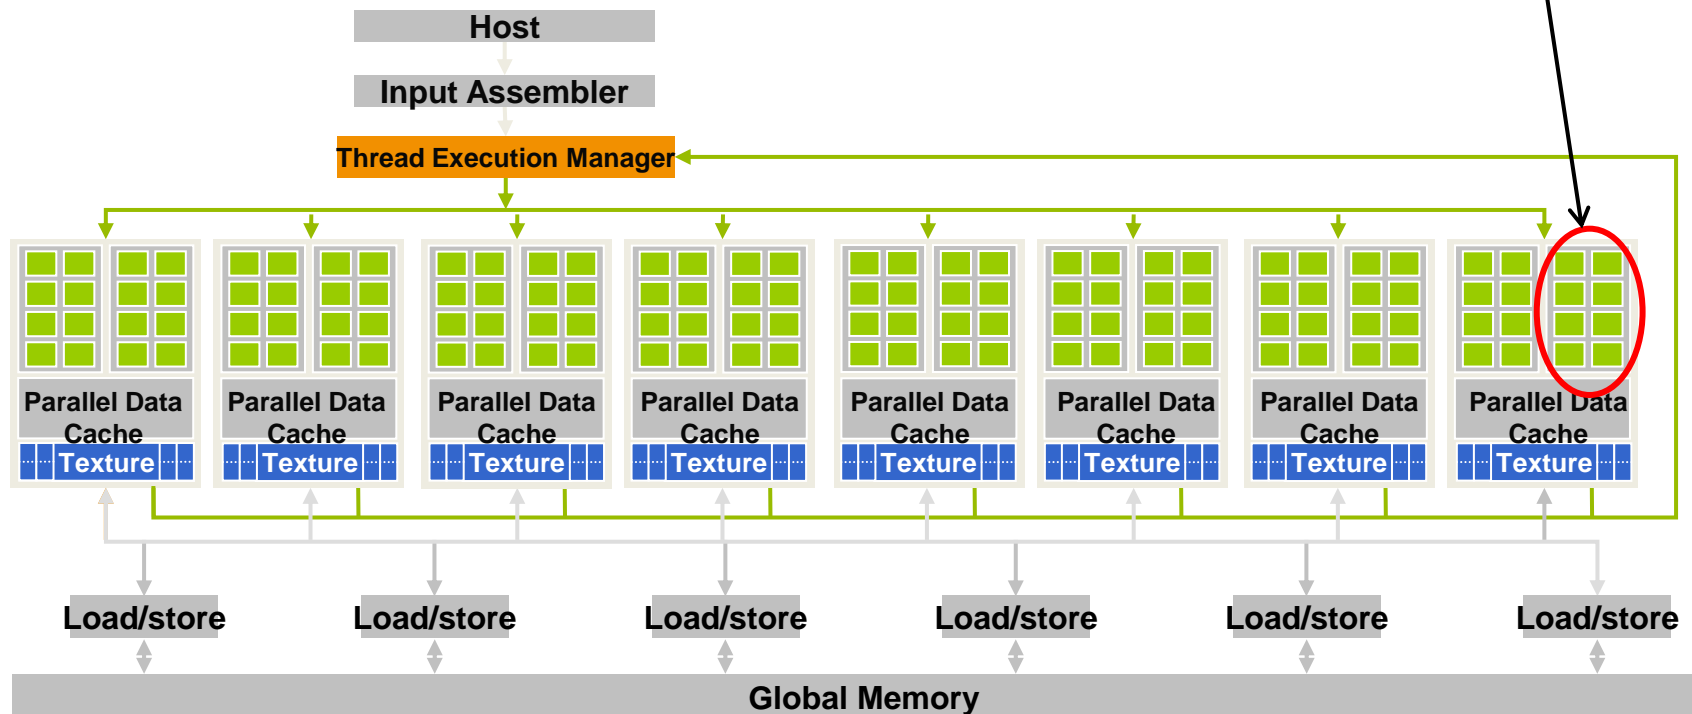 Host
Input Assembler
Thread Execution Manager
Parallel Data Parallel Data Parallel Data Parallel Data Parallel Data Parallel Data Parallel Data Parallel Data
Cache Cache Cache Cache Cache Cache Cache Cache
... ... Texture ... ... ... ... Texture ... ... ... ... Texture ... ... ... ... Texture ... ... ... ... Texture ... ... ... ... Texture ... ... ... ... Texture ... ... ... ... Texture ... ...
Load/store Load/store Load/store Load/store Load/store Load/store
Global Memory